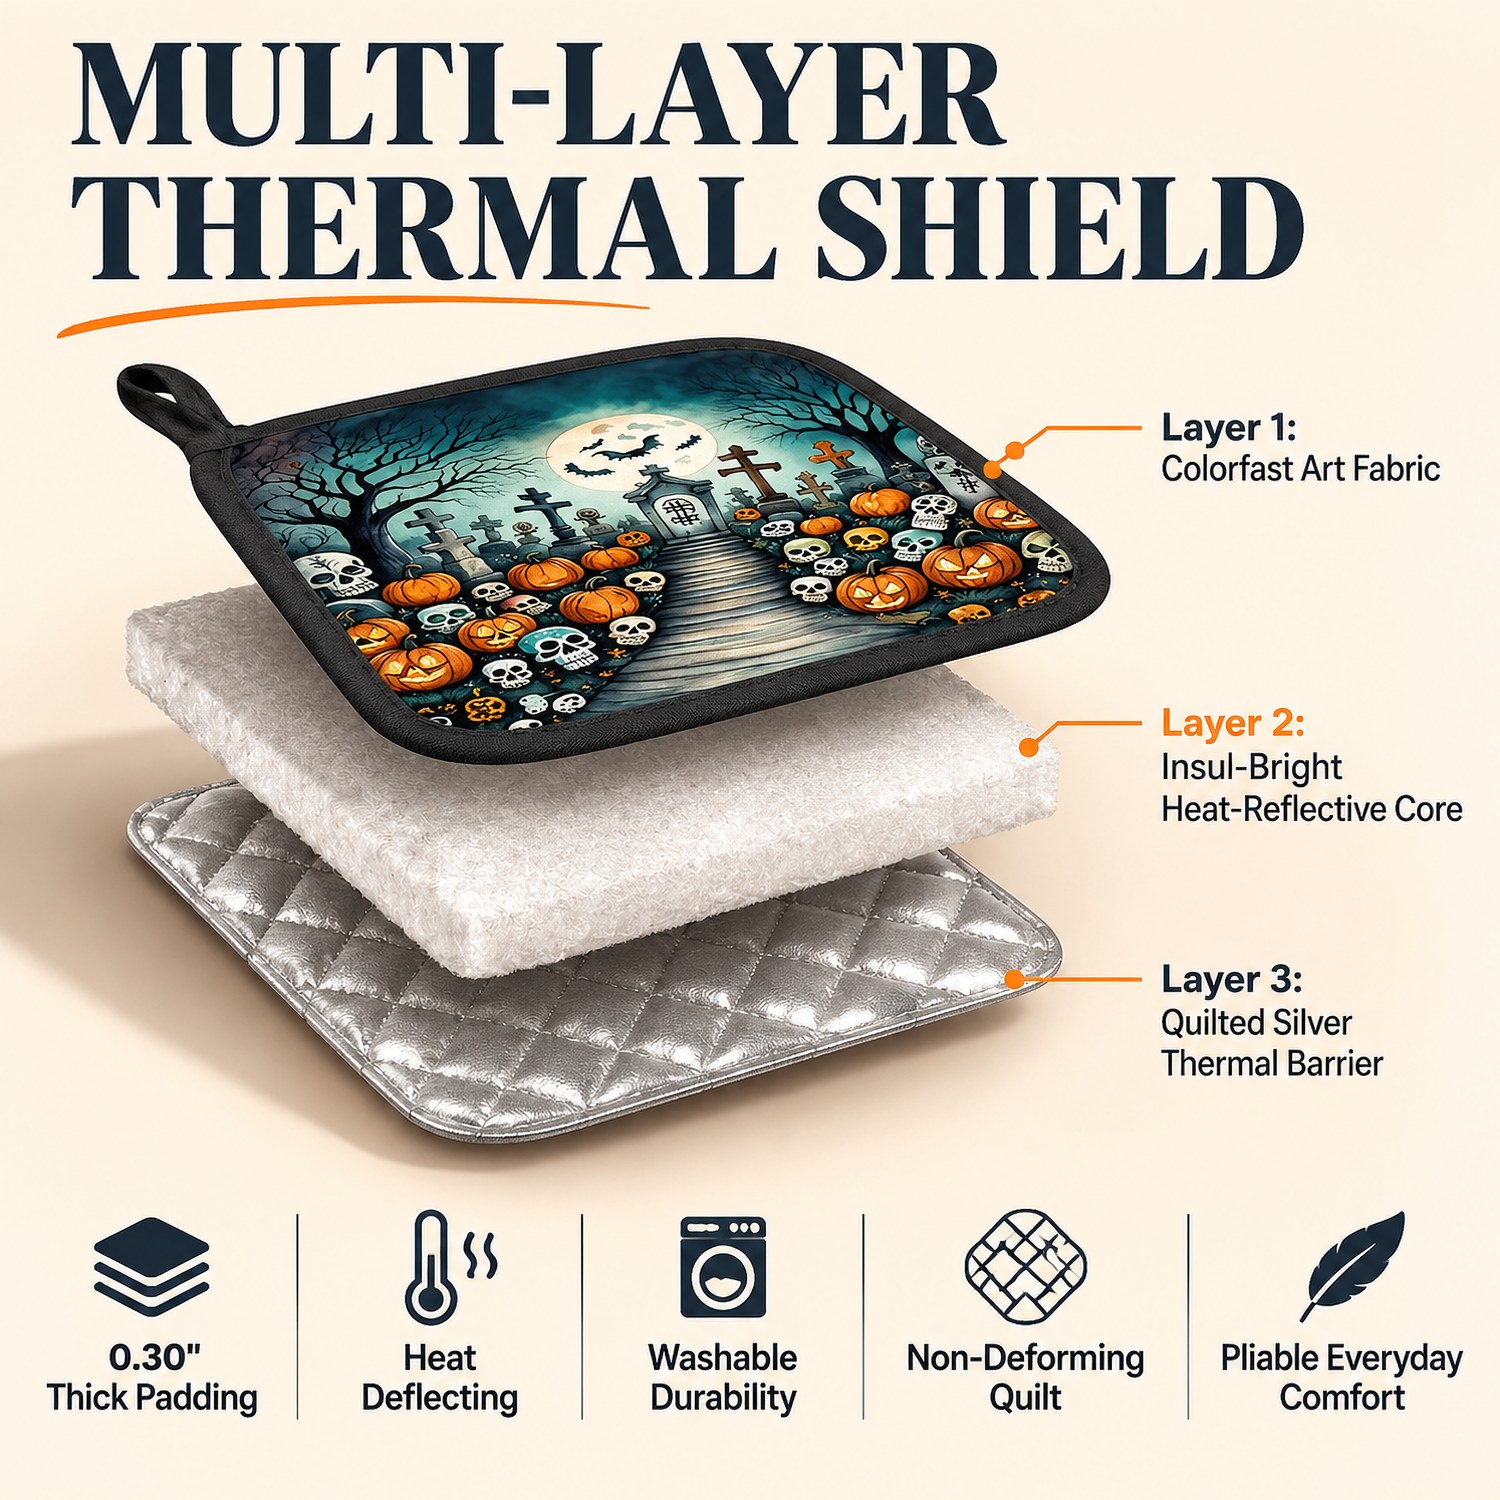 MULTI-LAYER
THERMAL SHIELD
Layer 1:
Colorfast Art Fabric
Layer 2:
Insul-Bright
Heat-Reflective Core
Layer 3:
Quilted Silver
Thermal Barrier
0.30"
Thick Padding
Heat
Deflecting
Washable
Durability
Non-Deforming
Quilt
Pliable Everyday
Comfort